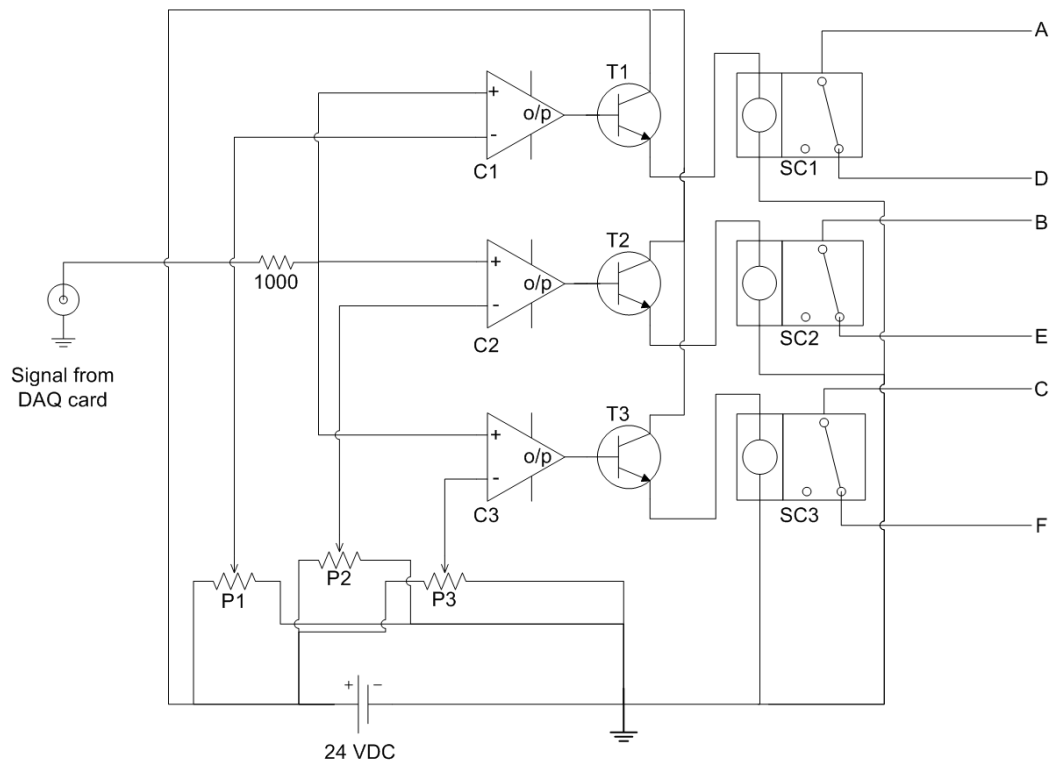 A
T1
+
o/p
-
C1
SC1
D
B
T2
+
1000
o/p
-
C2
SC2
E
Signal from
DAQ card
C
T3
+
o/p
-
C3
SC3
F
P1
P2
P3
+ -
24 VDC